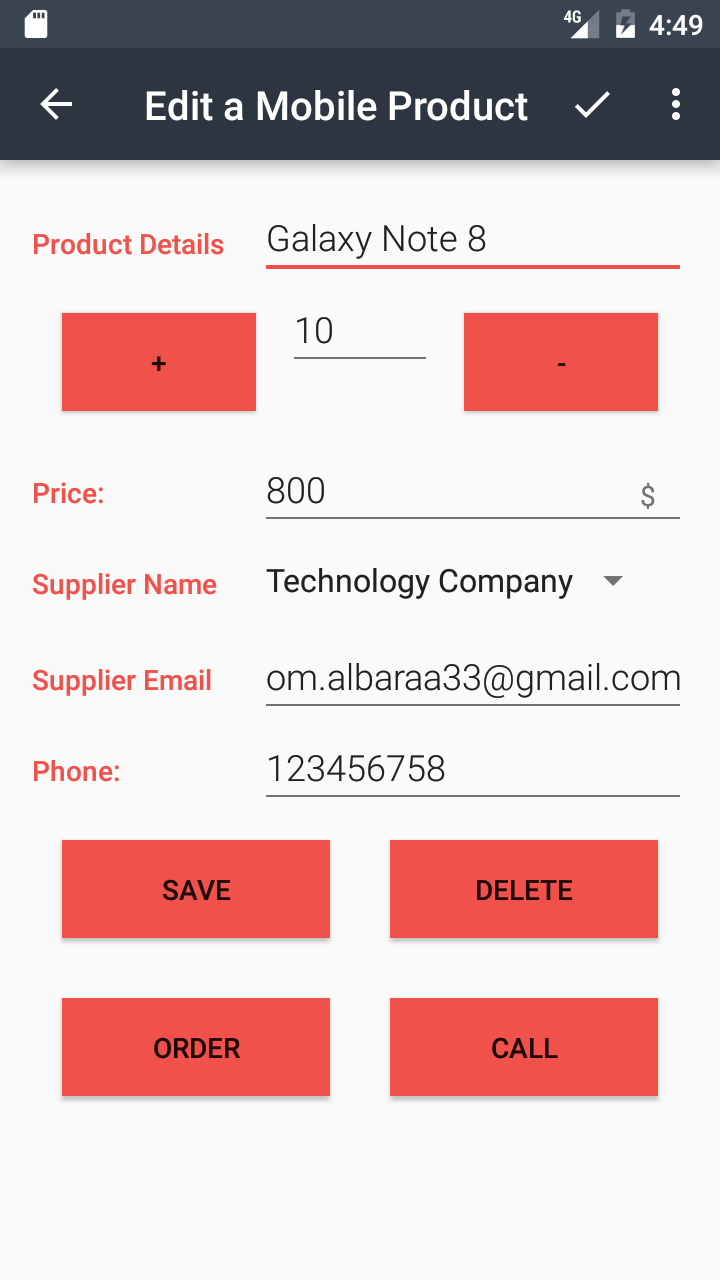 4G 4:49
Edit a Mobile Product
Product Details Galaxy Note 8
+ 10 -
Price: 800 $
Supplier Name Technology Company
Supplier Email om.albaraa33@gmail.com
Phone: 123456758
SAVE DELETE
ORDER CALL